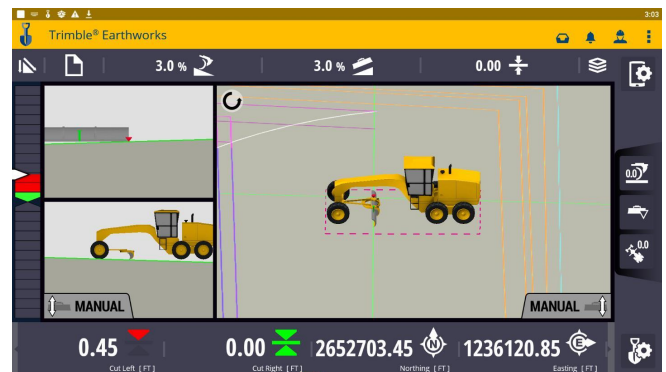 3:03
Trimble® Earthworks
3.0 %
3.0 %
0.00
0.0
0.0
MANUAL
MANUAL
0.45
0.00
2652703.45
N
1236120.85
E
Cut Left [FT]
Cut Right [FT]
Northing [FT]
Easting [FT]